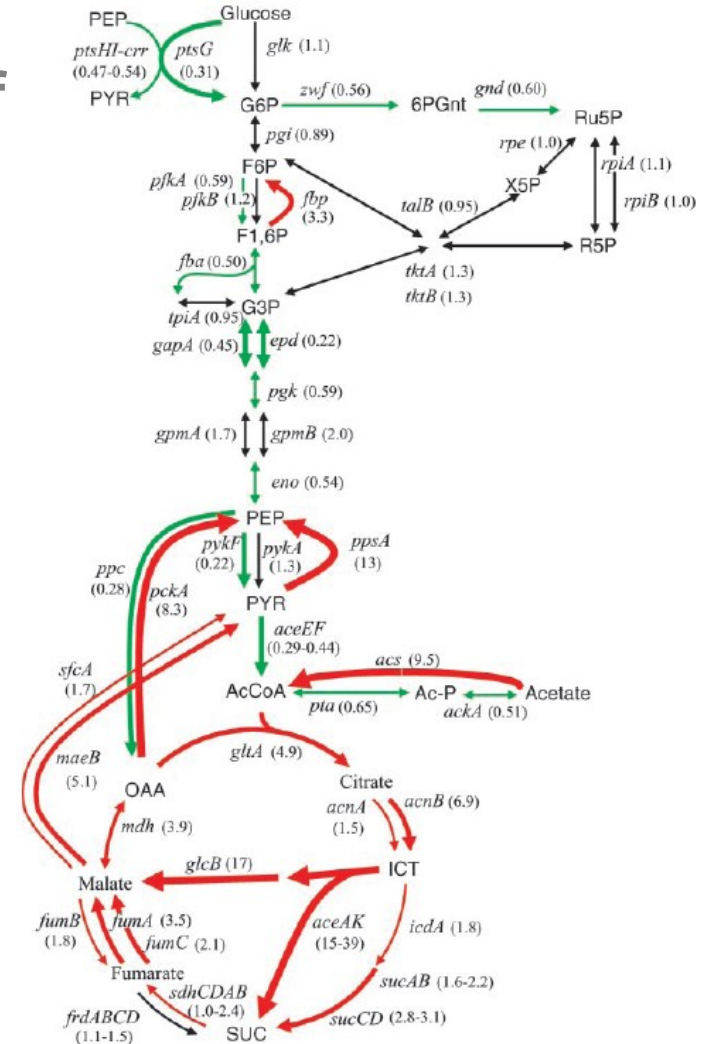 PEP
Glucose
ptsHI-crr
(0.47-0.54)
ptsG
(0.31)
glk (1.1)
PYR
G6P
zwf (0.56)
6PGnt
gnd (0.60)
Ru5P
pgi (0.89)
rpe (1.0)
rpiA (1.1)
F6P
X5P
pfkA (0.59)
pfkB (1.2)
fbp
(3.3)
talB (0.95)
rpiB (1.0)
F1,6P
R5P
fba (0.50)
tktA (1.3)
tktB (1.3)
G3P
tpiA (0.95)
gapA (0.45)
epd (0.22)
pgk (0.59)
gpmA (1.7)
gpmB (2.0)
eno (0.54)
PEP
pykF
(0.22)
pykA
(1.3)
ppsA
(13)
ppc
(0.28)
pckA
(8.3)
PYR
aceEF
(0.29-0.44)
sfcA
(1.7)
acs (9.5)
AcCoA
pta (0.65)
Ac-P
ackA (0.51)
Acetate
maeB
(5.1)
gltA (4.9)
OAA
Citrate
acnA
(1.5)
acnB (6.9)
mdh (3.9)
glcB (17)
ICT
Malate
fumB
(1.8)
fumA (3.5)
fumC (2.1)
aceAK
(15-39)
icdA (1.8)
Fumarate
sdhCDAB
(1.0-2.4)
sucAB (1.6-2.2)
frdABCD
(1.1-1.5)
SUC
sucCD (2.8-3.1)